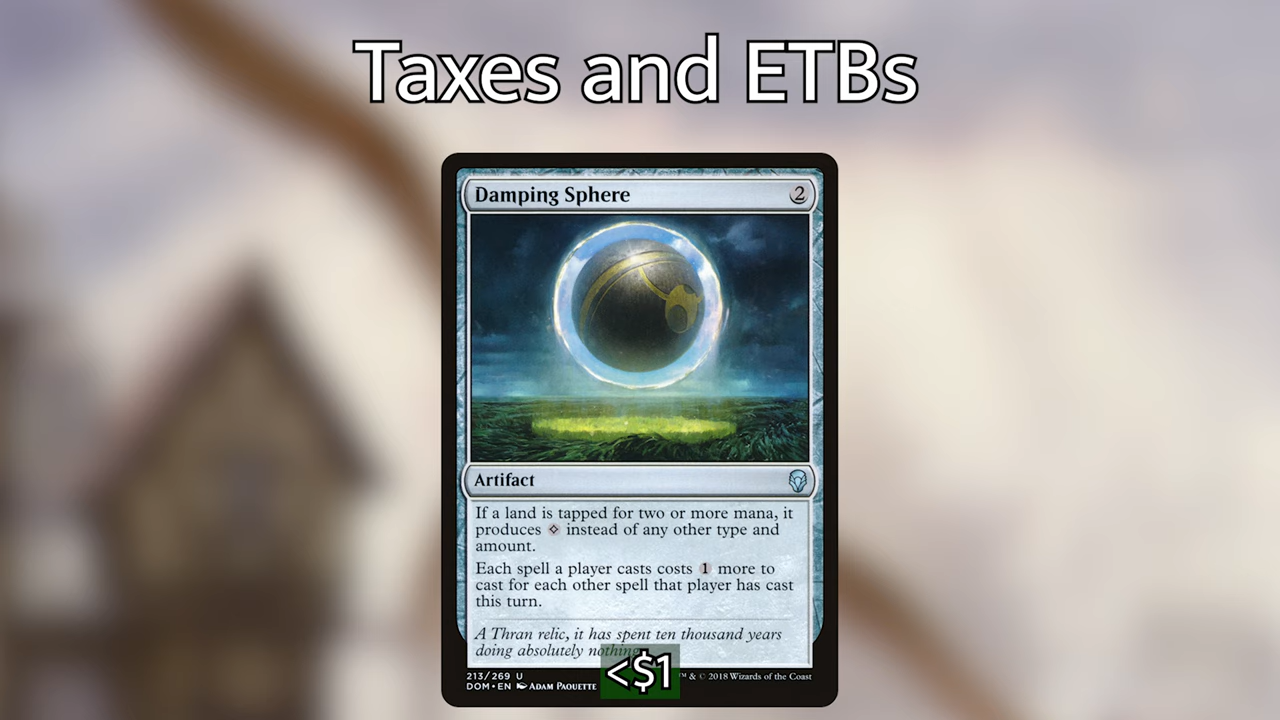 Taxes and ETBs
Damping Sphere 2
Artifact
If a land is tapped for two or more mana, it
produces instead of any other type and
amount.
Each spell a player casts costs 1 more to
cast for each other spell that player has cast
this turn.
A Thran relic, it has spent ten thousand years
doing absolutely nothing
<$1
213/269 U
DOM • EN ADAM PAQUETTE
™ & © 2018 Wizards of the Coast